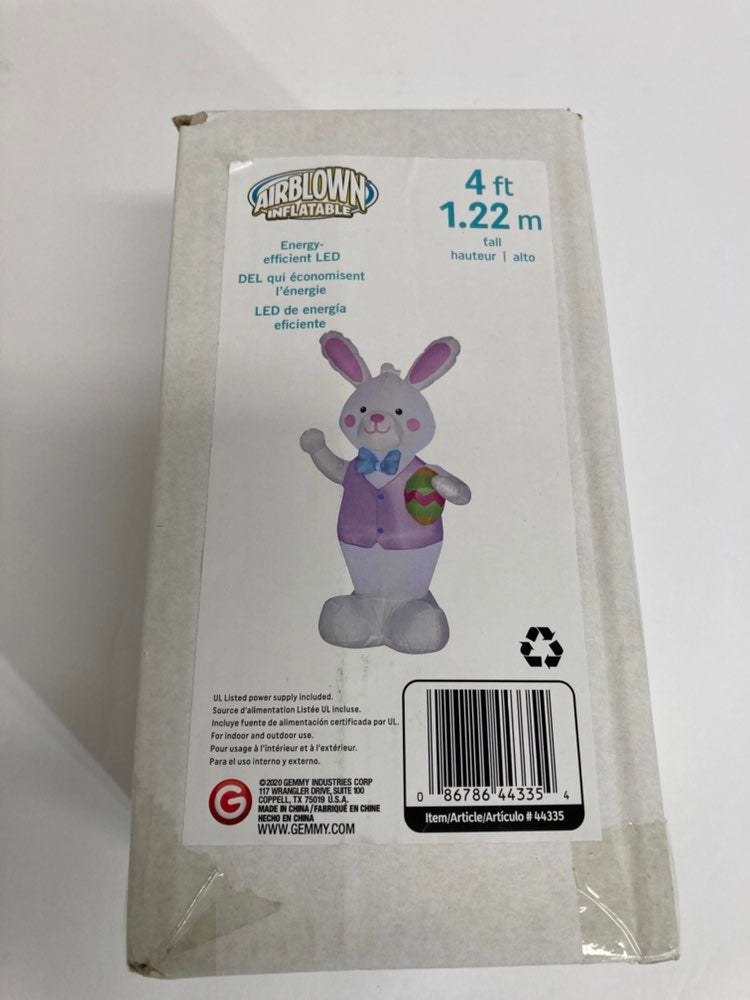 AIRBLOWN
INFLATABLE
4 ft
1.22 m
tall
hauteur | alto
Energy-
efficient LED
DEL qui économisent
l'énergie
LED de energía
eficiente
UL Listed power supply included.
Source d'alimentation Listée UL incluse.
Incluye fuente de alimentación certificada por UL.
For indoor and outdoor use.
Pour usage à l'intérieur et à l'extérieur.
Para el uso interno y externo.
G
©2020 GEMMY INDUSTRIES CORP
117 WRANGLER DRIVE, SUITE 100
COPPELL, TX 75019 U.S.A.
MADE IN CHINA / FABRIQUÉ EN CHINE
HECHO EN CHINA
WWW.GEMMY.COM
0 86786 44335 4
Item/Article/Artículo # 44335